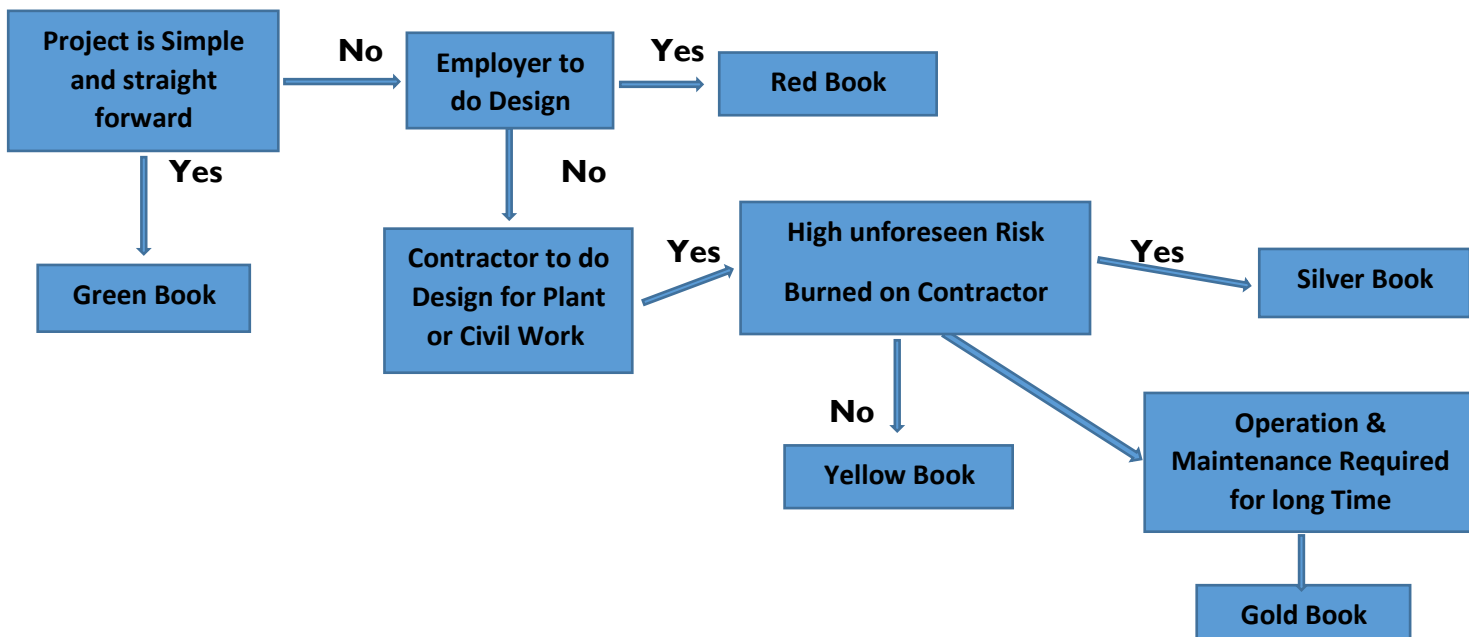 Project is Simple
and straight
forward
No
Employer to
do Design
Yes
Red Book
Yes
No
Green Book
Contractor to do
Design for Plant
or Civil Work
Yes
High unforeseen Risk
Burned on Contractor
Yes
Silver Book
No
Yellow Book
Operation &
Maintenance Required
for long Time
Gold Book